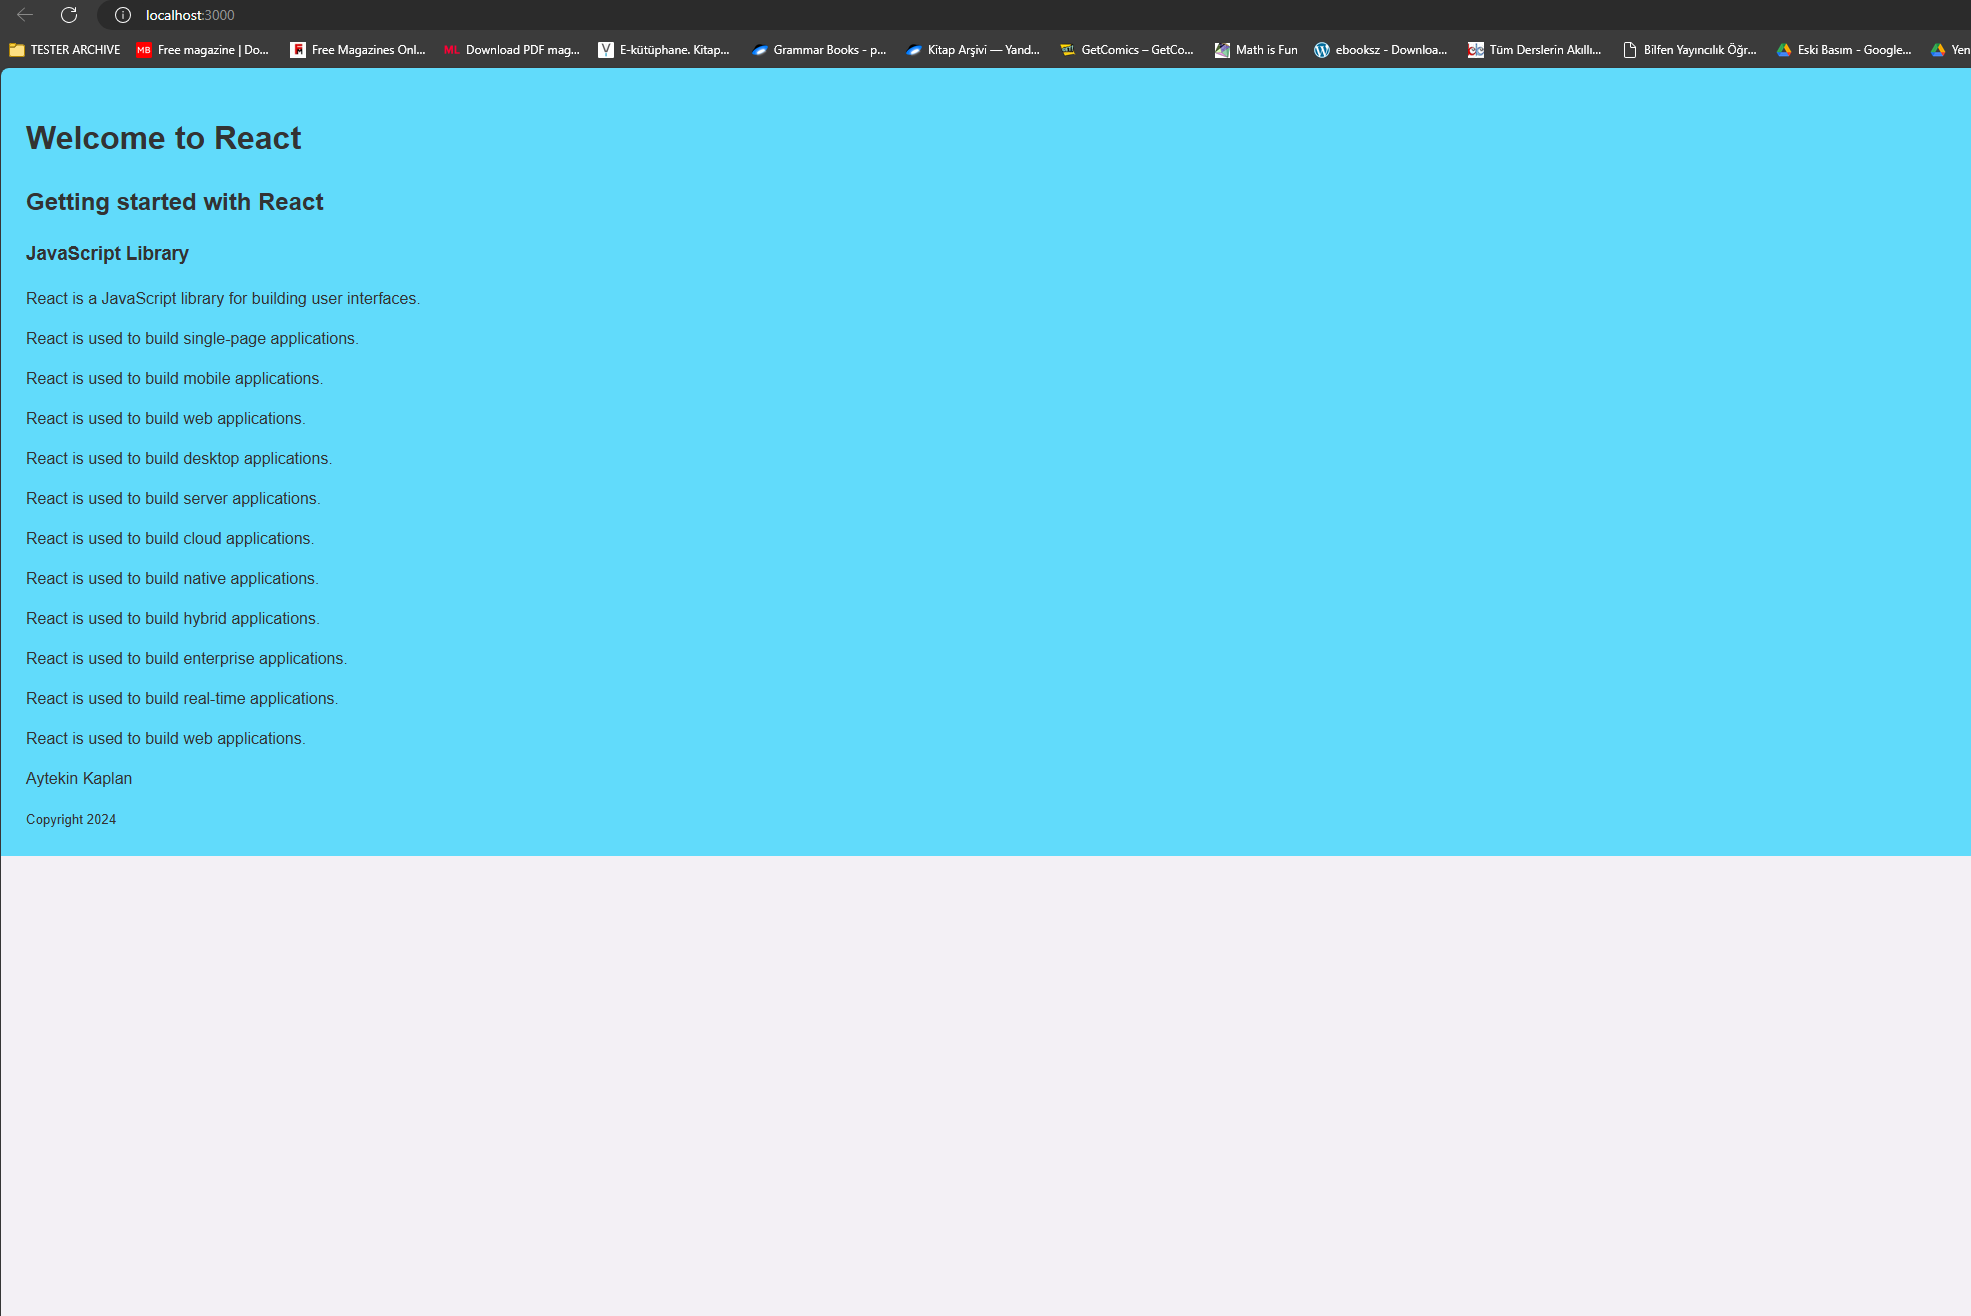 localhost:3000
TESTER ARCHIVE
MB Free magazine | Do...
Free Magazines Onl...
ML Download PDF mag...
E-kütüphane. Kitap...
Grammar Books - p...
Kitap Arşivi — Yand...
GetComics – GetCo...
Math is Fun
ebooksz - Downloa...
Tüm Derslerin Akıllı...
Bilfen Yayıncılık Öğr...
Eski Basım - Google...
Yen
Welcome to React
Getting started with React
JavaScript Library
React is a JavaScript library for building user interfaces.
React is used to build single-page applications.
React is used to build mobile applications.
React is used to build web applications.
React is used to build desktop applications.
React is used to build server applications.
React is used to build cloud applications.
React is used to build native applications.
React is used to build hybrid applications.
React is used to build enterprise applications.
React is used to build real-time applications.
React is used to build web applications.
Aytekin Kaplan
Copyright 2024